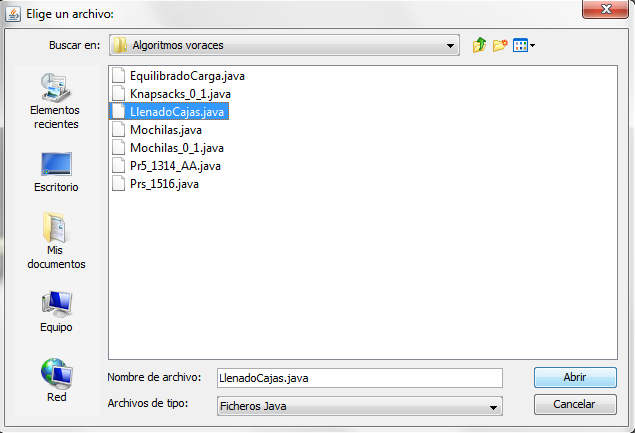 Elige un archivo:
Buscar en: Algoritmos voraces
Elementos recientes
Escritorio
Mis documentos
Equipo
Red
EquilibradoCarga.java
Knapsacks_0_1.java
LlenadoCajas.java
Mochilas.java
Mochilas_0_1.java
Pr5_1314_AA.java
Prs_1516.java
Nombre de archivo: LlenadoCajas.java Abrir
Archivos de tipo: Ficheros Java Cancelar